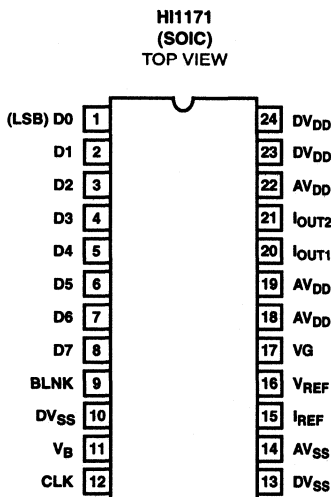 HI1171
(SOIC)
TOP VIEW
(LSB) D0 1 24 DVDD
D1 2 23 DVDD
D2 3 22 AVDD
D3 4 21 IOUT2
D4 5 20 IOUT1
D5 6 19 AVDD
D6 7 18 AVDD
D7 8 17 VG
BLNK 9 16 VREF
DVSS 10 15 IREF
VB 11 14 AVSS
CLK 12 13 DVSS